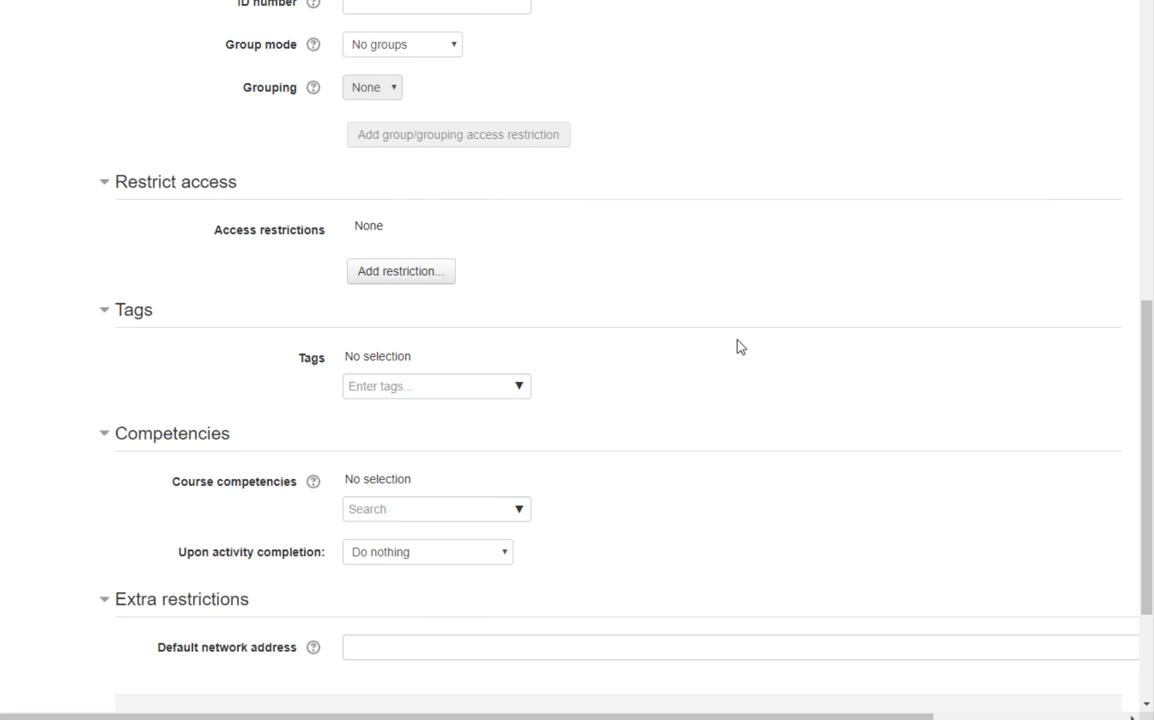 ID number
Group mode No groups
Grouping None
Add group/grouping access restriction
Restrict access
Access restrictions None
Add restriction...
Tags
Tags No selection
Enter tags...
Competencies
Course competencies No selection
Search
Upon activity completion: Do nothing
Extra restrictions
Default network address